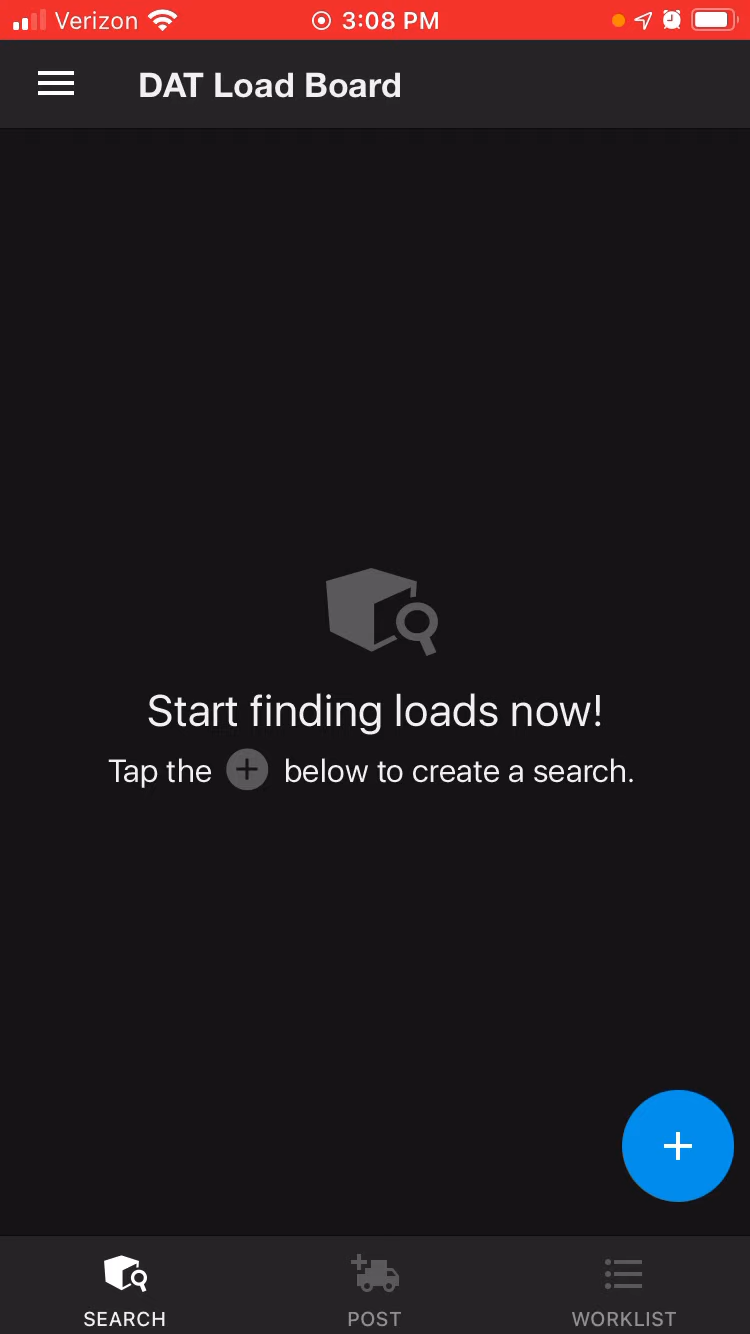 Verizon 3:08 PM
DAT Load Board
Start finding loads now!
Tap the + below to create a search.
SEARCH POST WORKLIST